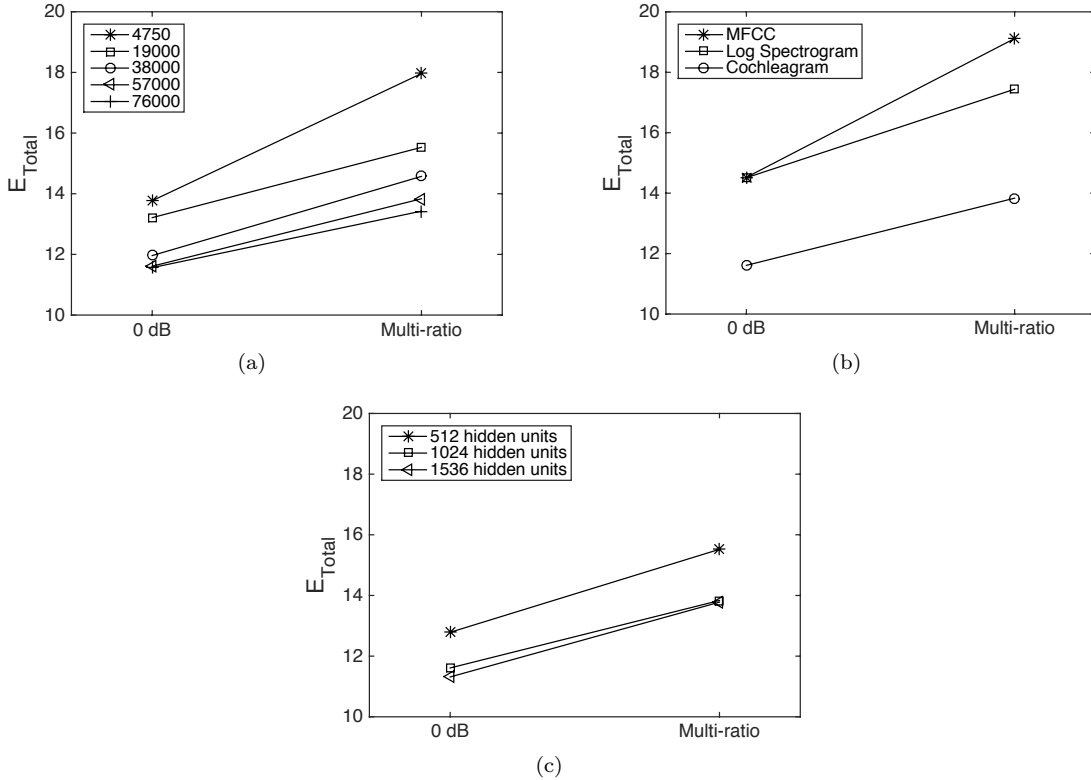 20
18
16
14
12
10
E_Total
4750
19000
38000
57000
76000
0 dB
Multi-ratio
(a)
20
18
16
14
12
10
E_Total
MFCC
Log Spectrogram
Cochleagram
0 dB
Multi-ratio
(b)
20
18
16
14
12
10
E_Total
512 hidden units
1024 hidden units
1536 hidden units
0 dB
Multi-ratio
(c)